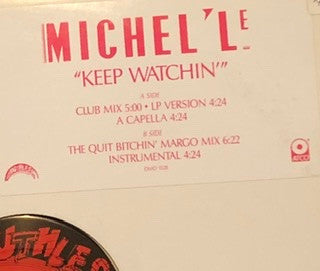 MICHEL'LE
"KEEP WATCHIN'"
A SIDE
CLUB MIX 5:00 • LP VERSION 4:24
A CAPELLA 4:24
B SIDE
THE QUIT BITCHIN' MARGO MIX 6:22
INSTRUMENTAL 4:24
ATCO